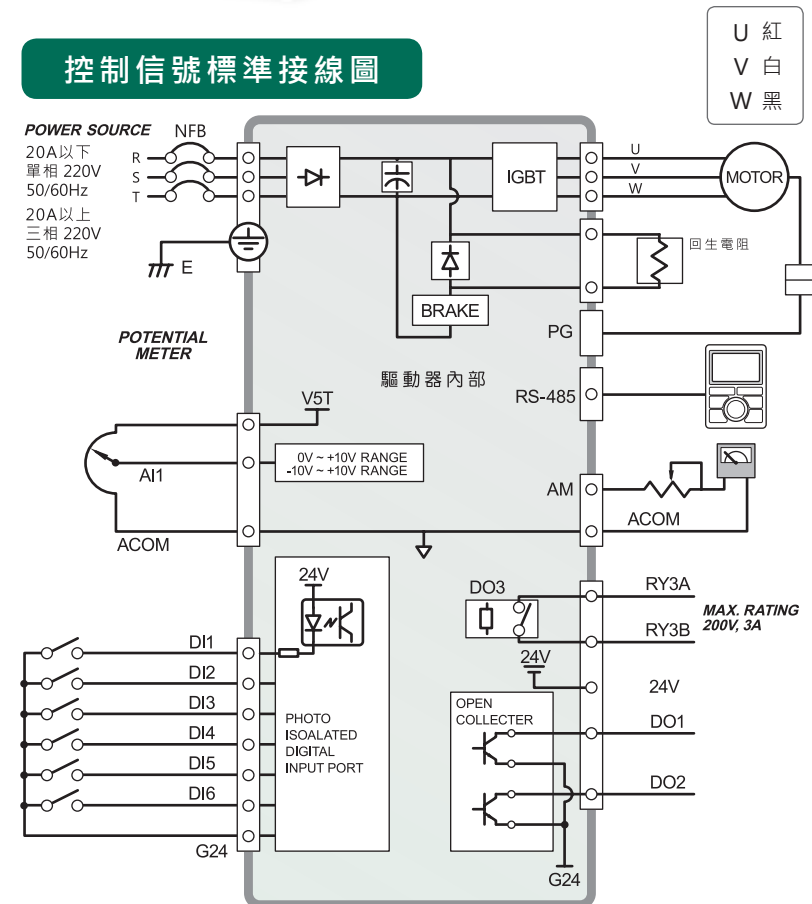 控制信號標準接線圖
U 紅
V 白
W 黑
POWER SOURCE
NFB
20A以下
單相 220V
50/60Hz
20A以上
三相 220V
50/60Hz
R
S
T
E
IGBT
U
V
W
MOTOR
回生電阻
BRAKE
PG
POTENTIAL
METER
驅動器內部
RS-485
V5T
AI1
0V ~ +10V RANGE
-10V ~ +10V RANGE
AM
ACOM
ACOM
24V
DO3
RY3A
MAX. RATING
200V, 3A
RY3B
24V
24V
DI1
DI2
DI3
DI4
DI5
DI6
G24
PHOTO
ISOALATED
DIGITAL
INPUT PORT
OPEN
COLLECTER
DO1
DO2
G24